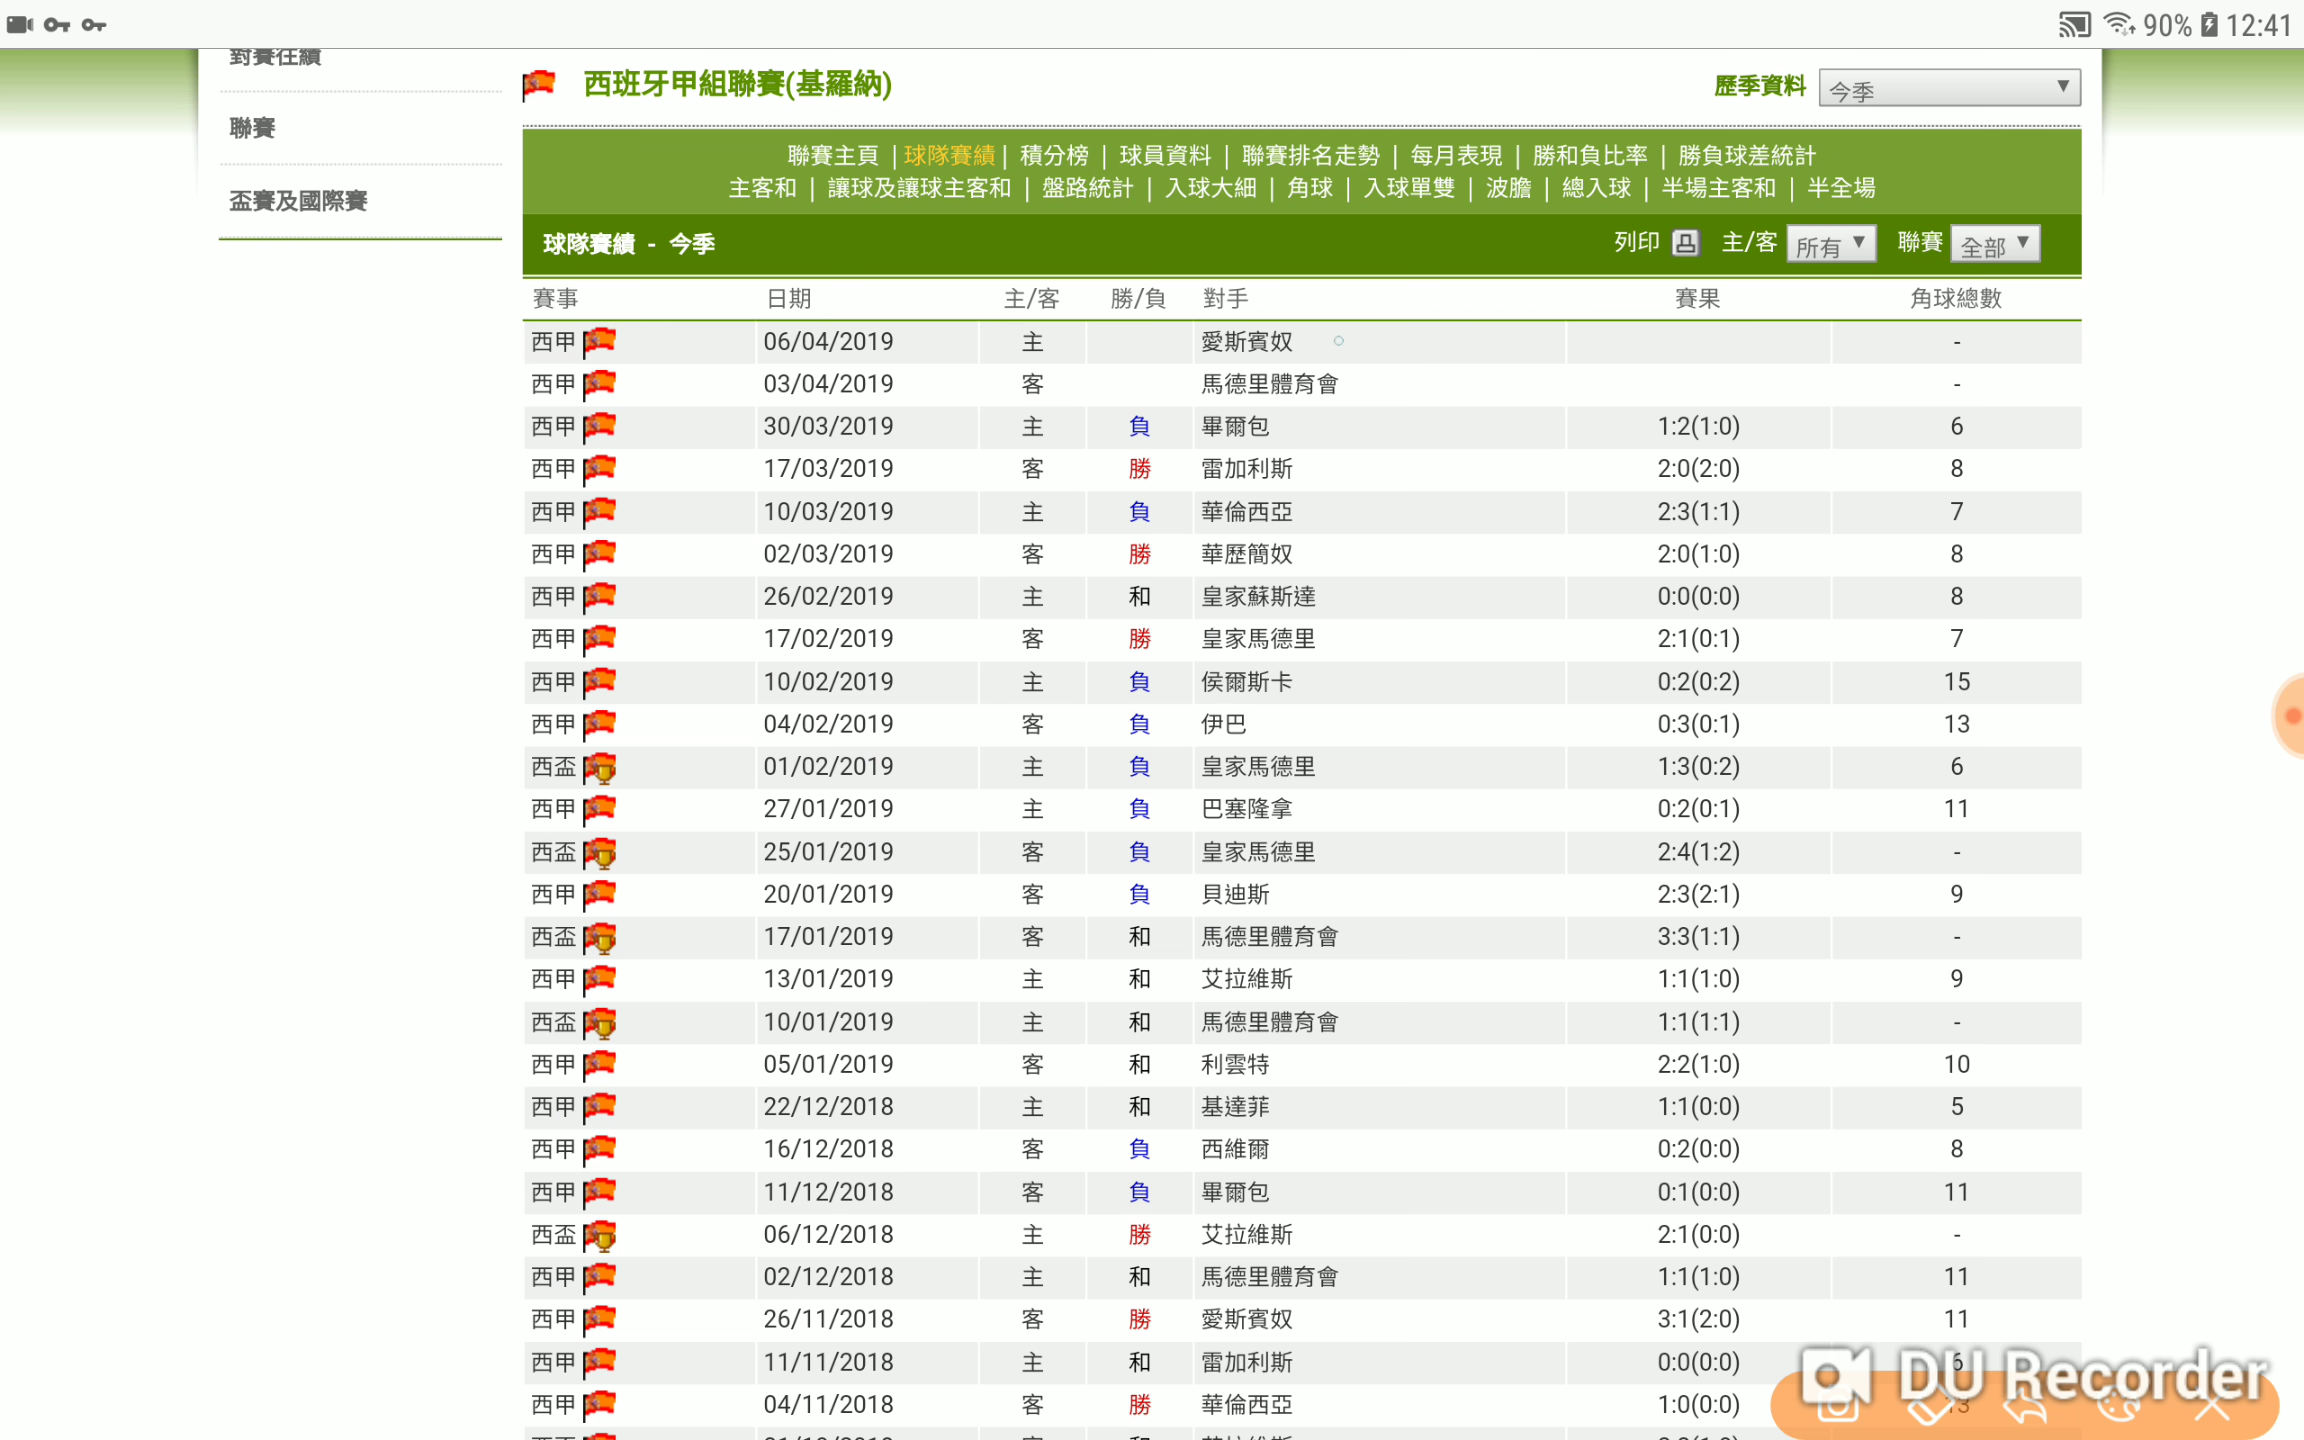 90% 12:41
對賽往績
聯賽
盃賽及國際賽
西班牙甲組聯賽(基羅納)
歷季資料 今季
聯賽主頁 | 球隊賽績 | 積分榜 | 球員資料 | 聯賽排名走勢 | 每月表現 | 勝和負比率 | 勝負球差統計
主客和 | 讓球及讓球主客和 | 盤路統計 | 入球大細 | 角球 | 入球單雙 | 波膽 | 總入球 | 半場主客和 | 半全場
球隊賽績 - 今季 列印 主/客 所有 聯賽 全部
賽事 日期 主/客 勝/負 對手 賽果 角球總數
西甲 06/04/2019 主 愛斯賓奴 -
西甲 03/04/2019 客 馬德里體育會 -
西甲 30/03/2019 主 負 畢爾包 1:2(1:0) 6
西甲 17/03/2019 客 勝 雷加利斯 2:0(2:0) 8
西甲 10/03/2019 主 負 華倫西亞 2:3(1:1) 7
西甲 02/03/2019 客 勝 華歷簡奴 2:0(1:0) 8
西甲 26/02/2019 主 和 皇家蘇斯達 0:0(0:0) 8
西甲 17/02/2019 客 勝 皇家馬德里 2:1(0:1) 7
西甲 10/02/2019 主 負 侯爾斯卡 0:2(0:2) 15
西甲 04/02/2019 客 負 伊巴 0:3(0:1) 13
西盃 01/02/2019 主 負 皇家馬德里 1:3(0:2) 6
西甲 27/01/2019 主 負 巴塞隆拿 0:2(0:1) 11
西盃 25/01/2019 客 負 皇家馬德里 2:4(1:2) -
西甲 20/01/2019 客 負 貝迪斯 2:3(2:1) 9
西盃 17/01/2019 客 和 馬德里體育會 3:3(1:1) -
西甲 13/01/2019 主 和 艾拉維斯 1:1(1:0) 9
西盃 10/01/2019 主 和 馬德里體育會 1:1(1:1) -
西甲 05/01/2019 客 和 利雲特 2:2(1:0) 10
西甲 22/12/2018 主 和 基達菲 1:1(0:0) 5
西甲 16/12/2018 客 負 西維爾 0:2(0:0) 8
西甲 11/12/2018 客 負 畢爾包 0:1(0:0) 11
西盃 06/12/2018 主 勝 艾拉維斯 2:1(0:0) -
西甲 02/12/2018 主 和 馬德里體育會 1:1(1:0) 11
西甲 26/11/2018 客 勝 愛斯賓奴 3:1(2:0) 11
西甲 11/11/2018 主 和 雷加利斯 0:0(0:0) 6
西甲 04/11/2018 客 勝 華倫西亞 1:0(0:0) 13
DU Recorder